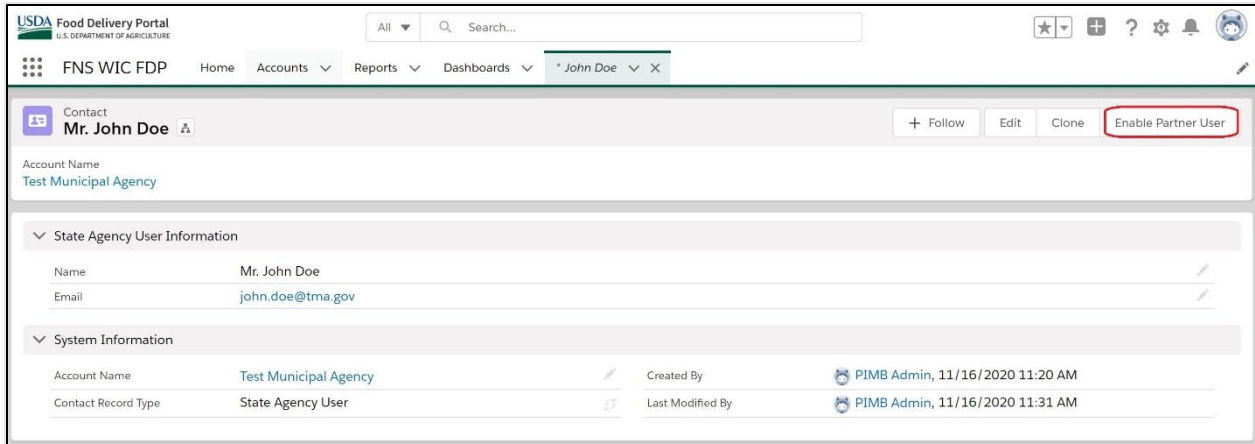 USDA Food Delivery Portal
U.S. DEPARTMENT OF AGRICULTURE
All Search...
FNS WIC FDP Home Accounts Reports Dashboards * John Doe
Contact
Mr. John Doe
+ Follow Edit Clone Enable Partner User
Account Name
Test Municipal Agency
State Agency User Information
Name Mr. John Doe
Email john.doe@tma.gov
System Information
Account Name Test Municipal Agency Created By PIMB Admin, 11/16/2020 11:20 AM
Contact Record Type State Agency User Last Modified By PIMB Admin, 11/16/2020 11:31 AM